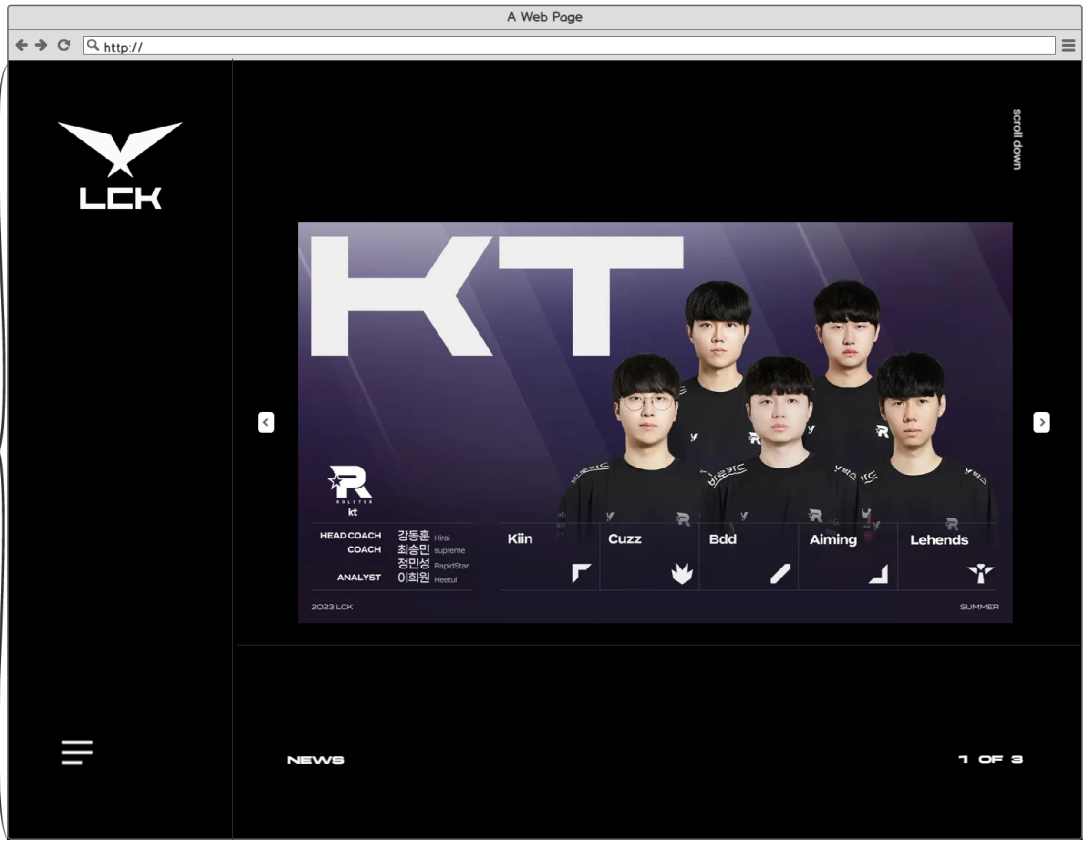 A Web Page
http://
LCK
scroll down
KT
ROLSTER
kt
HEAD COACH 강동훈 Hirai
COACH 최승민 supreme
정민성 RapidStar
ANALYST 이희원 Heetul
Kiin
Cuzz
Bdd
Aiming
Lehends
2023 LCK
SUMMER
NEWS
1 OF 3